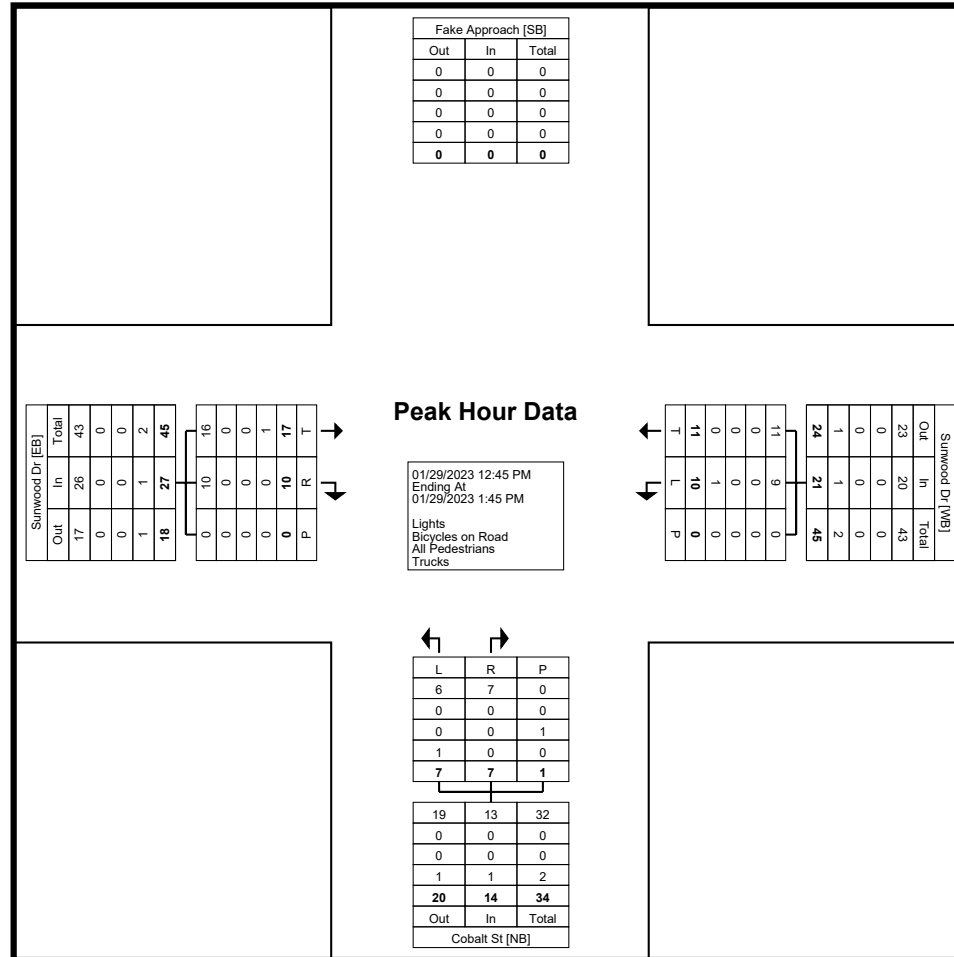 Fake Approach [SB]
Out In Total
0 0 0
0 0 0
0 0 0
0 0 0
0 0 0
Peak Hour Data
01/29/2023 12:45 PM
Ending At
01/29/2023 1:45 PM
Lights
Bicycles on Road
All Pedestrians
Trucks
Sunwood Dr [EB]
Total 43 0 0 2 45
In 26 0 0 1 27
Out 17 0 0 1 18
16 0 0 1 17 T
10 0 0 0 10 R
0 0 0 0 0 P
T 11 0 0 0 11
L 10 1 0 0 9
P 0 0 0 0 0
24 1 0 0 23 Out
21 1 0 0 20 In
45 2 0 0 43 Total
Sunwood Dr [WB]
L R P
6 7 0
0 0 0
0 0 1
1 0 0
7 7 1
19 13 32
0 0 0
0 0 0
1 1 2
20 14 34
Out In Total
Cobalt St [NB]